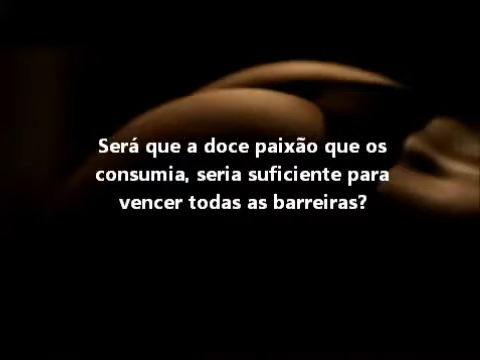 Será que a doce paixão que os
consumia, seria suficiente para
vencer todas as barreiras?